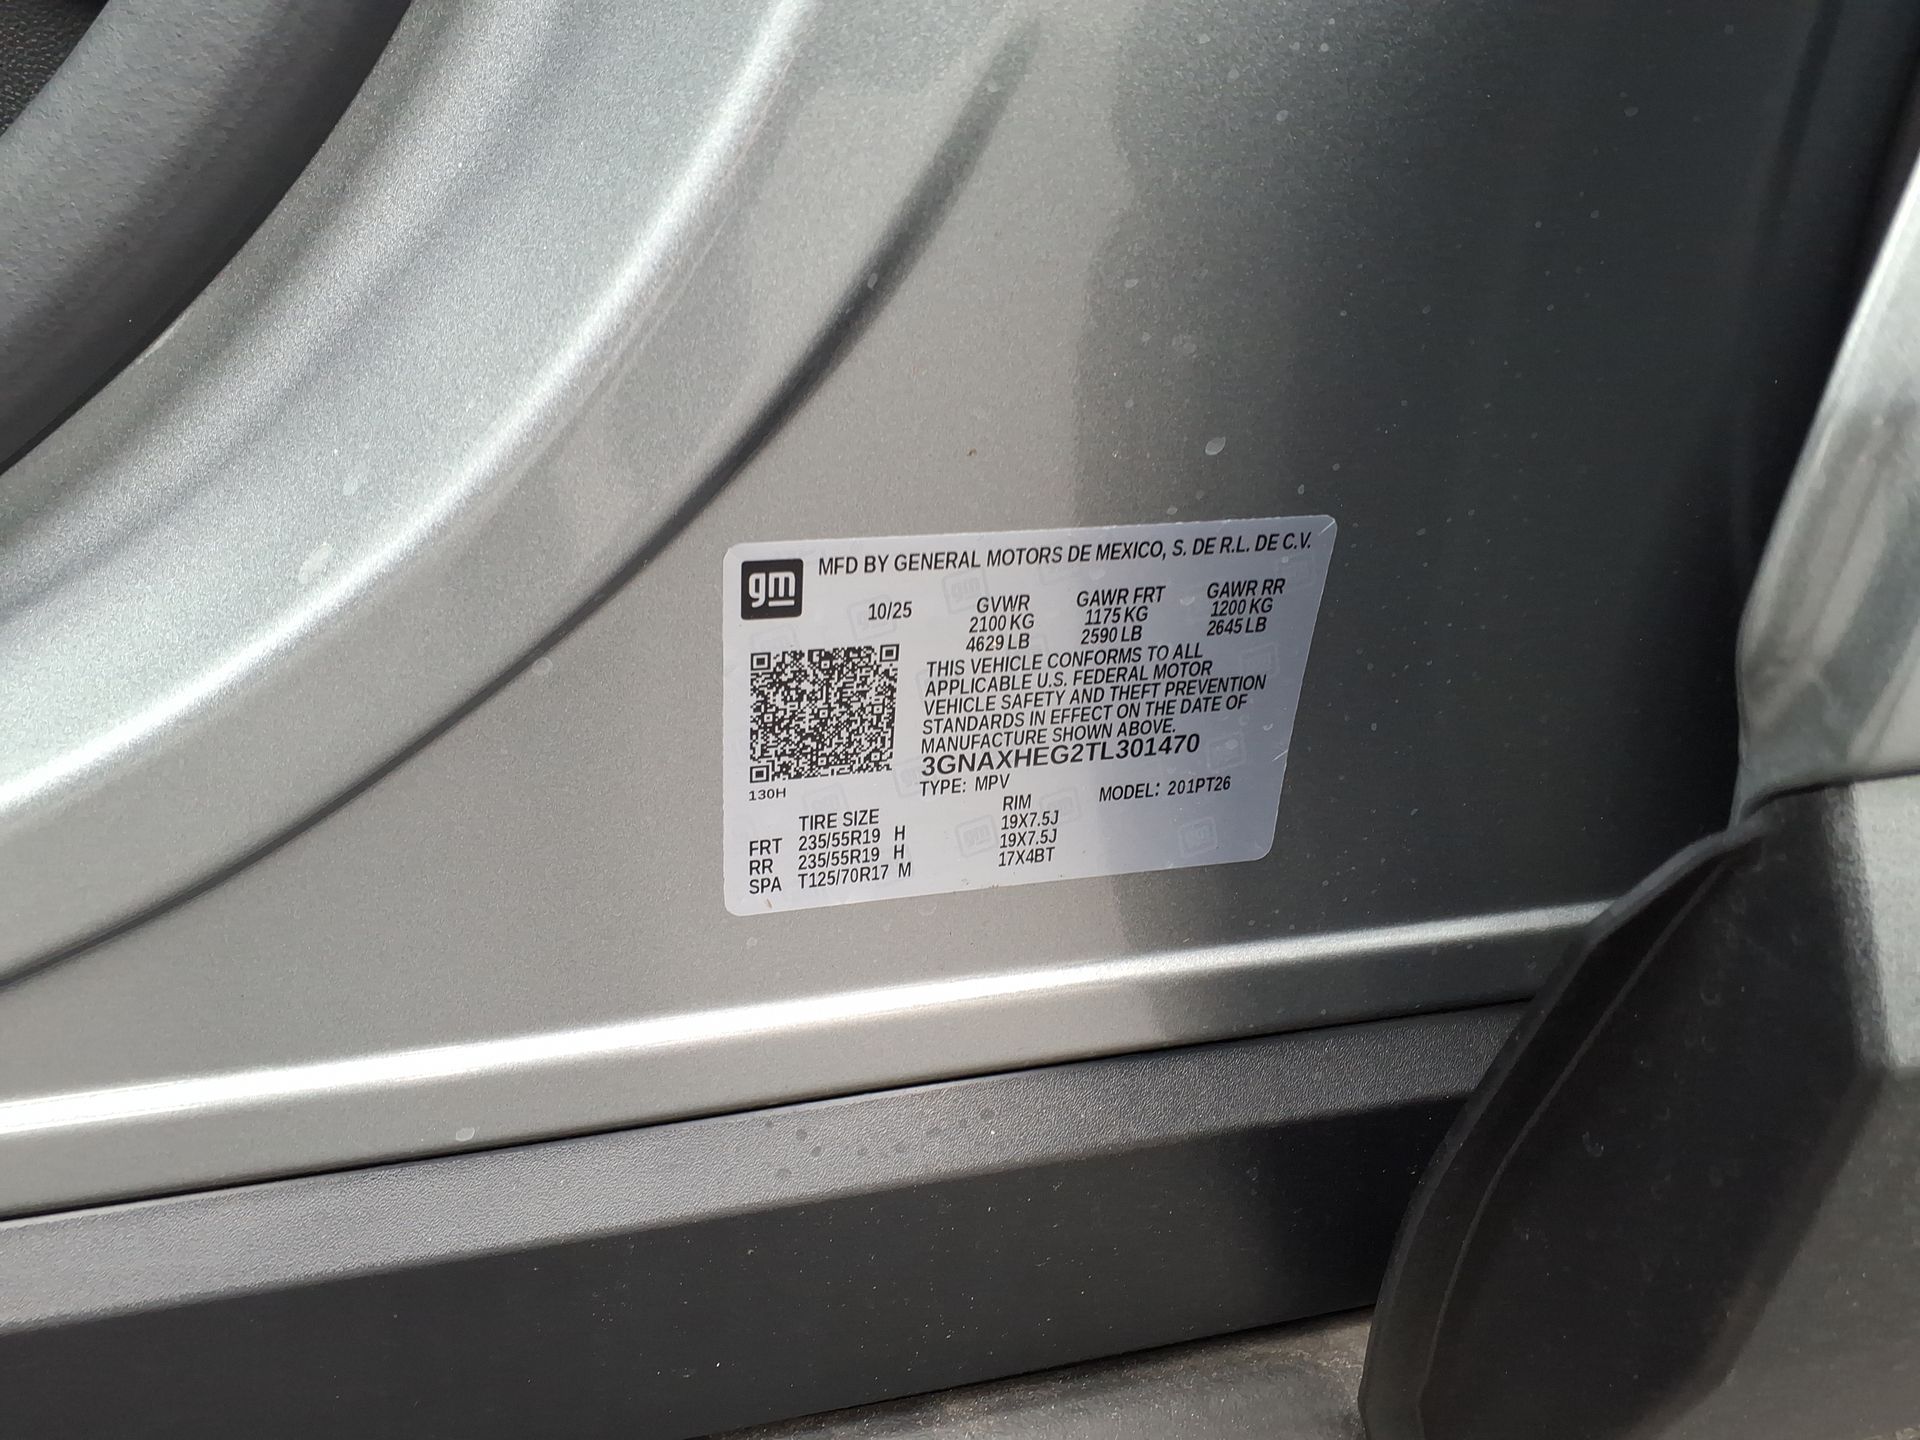 gm
MFD BY GENERAL MOTORS DE MEXICO, S. DE R.L. DE C.V.
10/25
GVWR GAWR FRT GAWR RR
2100 KG 1175 KG 1200 KG
4629 LB 2590 LB 2645 LB
THIS VEHICLE CONFORMS TO ALL
APPLICABLE U.S. FEDERAL MOTOR
VEHICLE SAFETY AND THEFT PREVENTION
STANDARDS IN EFFECT ON THE DATE OF
MANUFACTURE SHOWN ABOVE.
3GNAXHEG2TL301470
TYPE: MPV MODEL: 201PT26
130H
TIRE SIZE RIM
FRT 235/55R19 H 19X7.5J
RR 235/55R19 H 19X7.5J
SPA T125/70R17 M 17X4BT